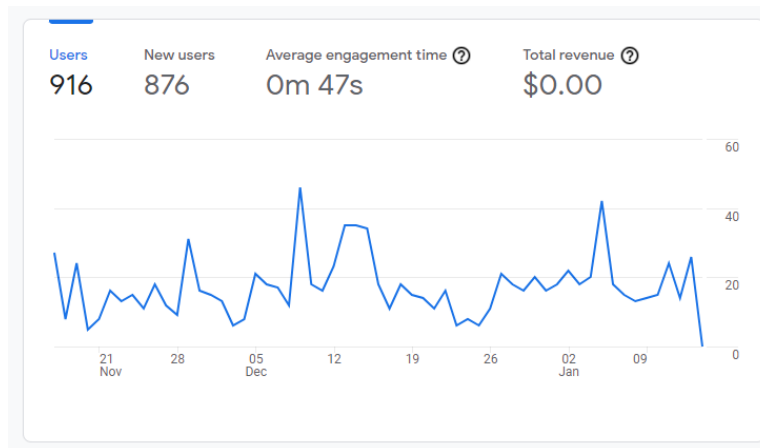 Users New users Average engagement time ? Total revenue ?
916 876 0m 47s $0.00
60
40
20
0
21 28 05 12 19 26 02 09
Nov Dec Jan